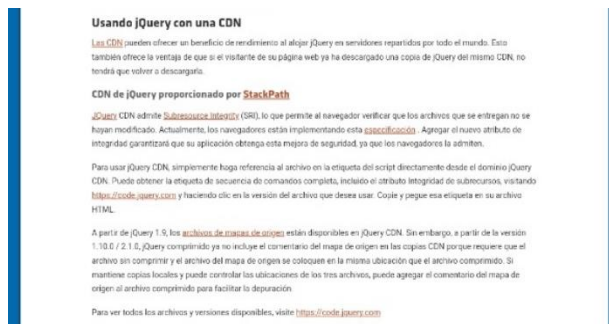 Usando jQuery con una CDN
Las CDN pueden ofrecer un beneficio de rendimiento al alojar jQuery en servidores repartidos por todo el mundo. Esto
también ofrece la ventaja de que si el visitante de su página web ya ha descargado una copia de jQuery del mismo CDN, no
tendrá que volver a descargarla.
CDN de jQuery proporcionado por StackPath
JQuery CDN admite Subresource Integrity (SRI), lo que permite al navegador verificar que los archivos que se entregan no se
hayan modificado. Actualmente, los navegadores están implementando esta especificación . Agregar el nuevo atributo de
integridad garantizará que su aplicación obtenga esta mejora de seguridad, ya que los navegadores la admiten.
Para usar jQuery CDN, simplemente haga referencia al archivo en la etiqueta del script directamente desde el dominio jQuery
CDN. Puede obtener la etiqueta de secuencia de comandos completa, incluido el atributo Integridad de subrecursos, visitando
https://code.jquery.com y haciendo clic en la versión del archivo que desea usar. Copie y pegue esa etiqueta en su archivo
HTML.
A partir de jQuery 1.9, los archivos de mapas de origen están disponibles en jQuery CDN. Sin embargo, a partir de la versión
1.10.0 / 2.1.0, jQuery comprimido ya no incluye el comentario del mapa de origen en las copias CDN porque requiere que el
archivo sin comprimir y el archivo del mapa de origen se coloquen en la misma ubicación que el archivo comprimido. Si
mantiene copias locales y puede controlar las ubicaciones de los tres archivos, puede agregar el comentario del mapa de
origen al archivo comprimido para facilitar la depuración.
Para ver todos los archivos y versiones disponibles, visite https://code.jquery.com